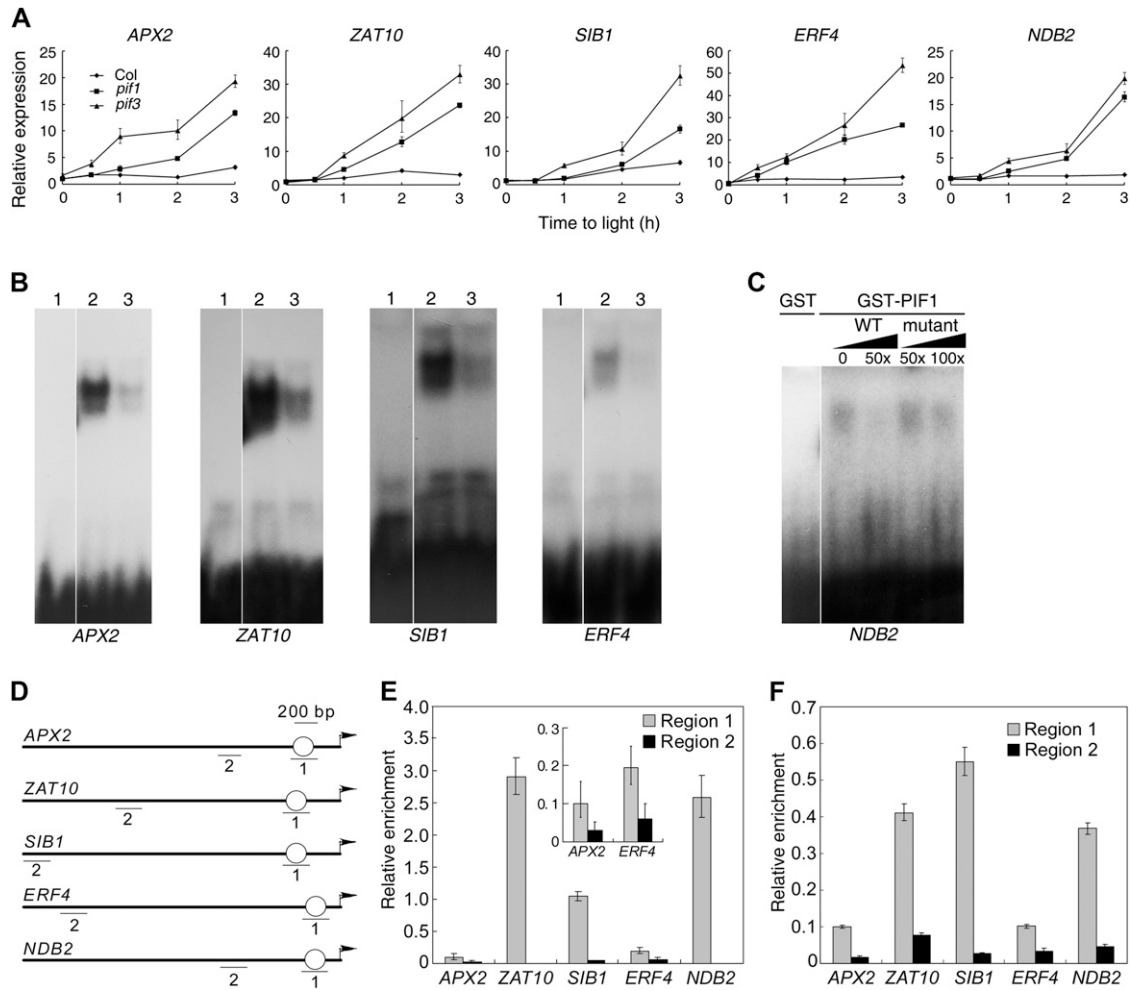 A
APX2 ZAT10 SIB1 ERF4 NDB2
Relative expression
25 20 15 10 5 0
Col
pif1
pif3
0 1 2 3
40 30 20 10 0
0 1 2 3
40 30 20 10 0
0 1 2 3
60 50 40 30 20 10 0
0 1 2 3
25 20 15 10 5 0
0 1 2 3
Time to light (h)
B
1 2 3 1 2 3 1 2 3 1 2 3
APX2 ZAT10 SIB1 ERF4
C
GST GST-PIF1
WT mutant
0 50x 50x 100x
NDB2
D
200 bp
APX2
2 1
ZAT10
2 1
SIB1
2 1
ERF4
2 1
NDB2
2 1
E
Relative enrichment
4.0 3.5 3.0 2.5 2.0 1.5 1.0 0.5 0
Region 1
Region 2
0.3 0.2 0.1 0
APX2 ERF4
APX2 ZAT10 SIB1 ERF4 NDB2
F
Relative enrichment
0.7 0.6 0.5 0.4 0.3 0.2 0.1 0
Region 1
Region 2
APX2 ZAT10 SIB1 ERF4 NDB2